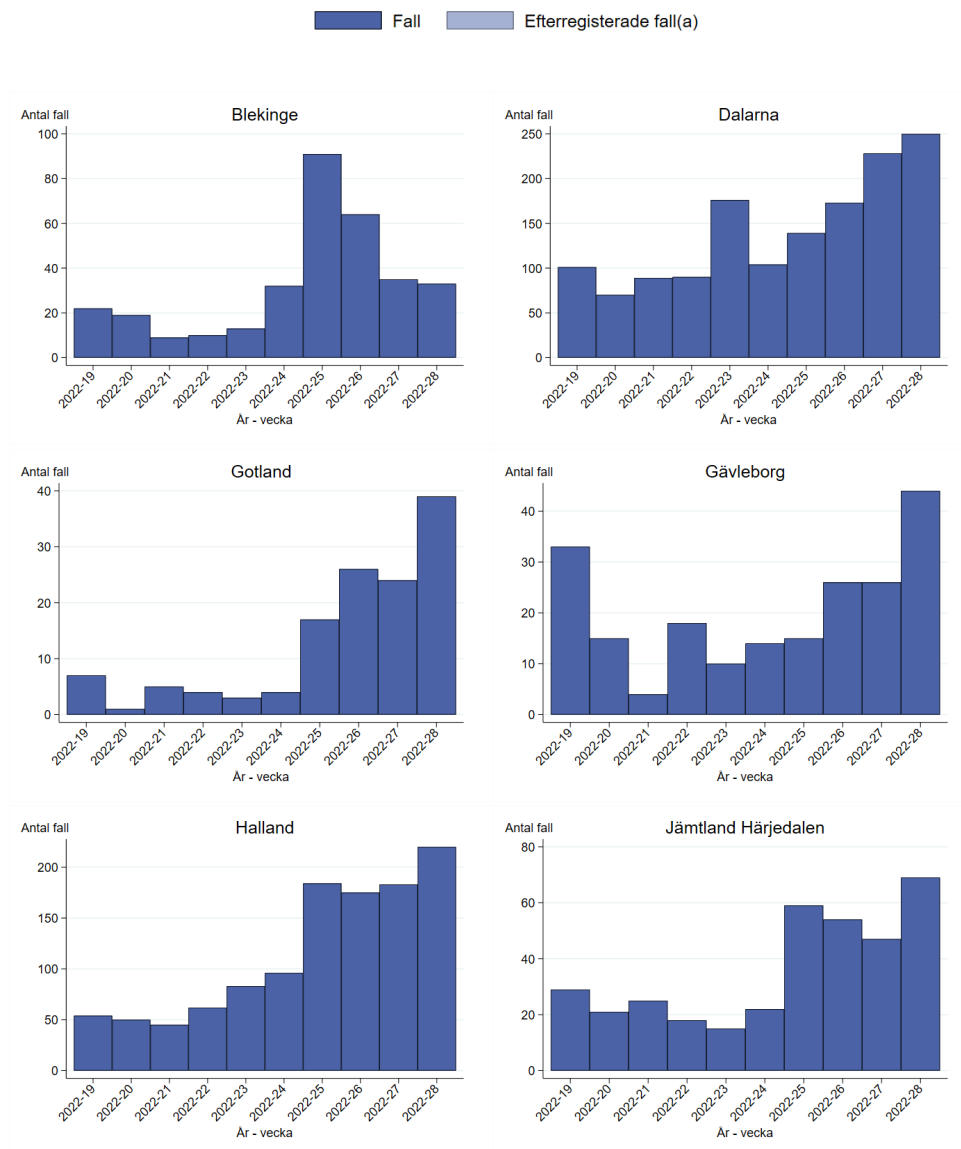 Fall Efterregisterade fall(a)
Antal fall Blekinge
100
80
60
40
20
0
2022-19 2022-20 2022-21 2022-22 2022-23 2022-24 2022-25 2022-26 2022-27 2022-28
År - vecka
Antal fall Dalarna
250
200
150
100
50
0
2022-19 2022-20 2022-21 2022-22 2022-23 2022-24 2022-25 2022-26 2022-27 2022-28
År - vecka
Antal fall Gotland
40
30
20
10
0
2022-19 2022-20 2022-21 2022-22 2022-23 2022-24 2022-25 2022-26 2022-27 2022-28
År - vecka
Antal fall Gävleborg
40
30
20
10
0
2022-19 2022-20 2022-21 2022-22 2022-23 2022-24 2022-25 2022-26 2022-27 2022-28
År - vecka
Antal fall Halland
200
150
100
50
0
2022-19 2022-20 2022-21 2022-22 2022-23 2022-24 2022-25 2022-26 2022-27 2022-28
År - vecka
Antal fall Jämtland Härjedalen
80
60
40
20
0
2022-19 2022-20 2022-21 2022-22 2022-23 2022-24 2022-25 2022-26 2022-27 2022-28
År - vecka